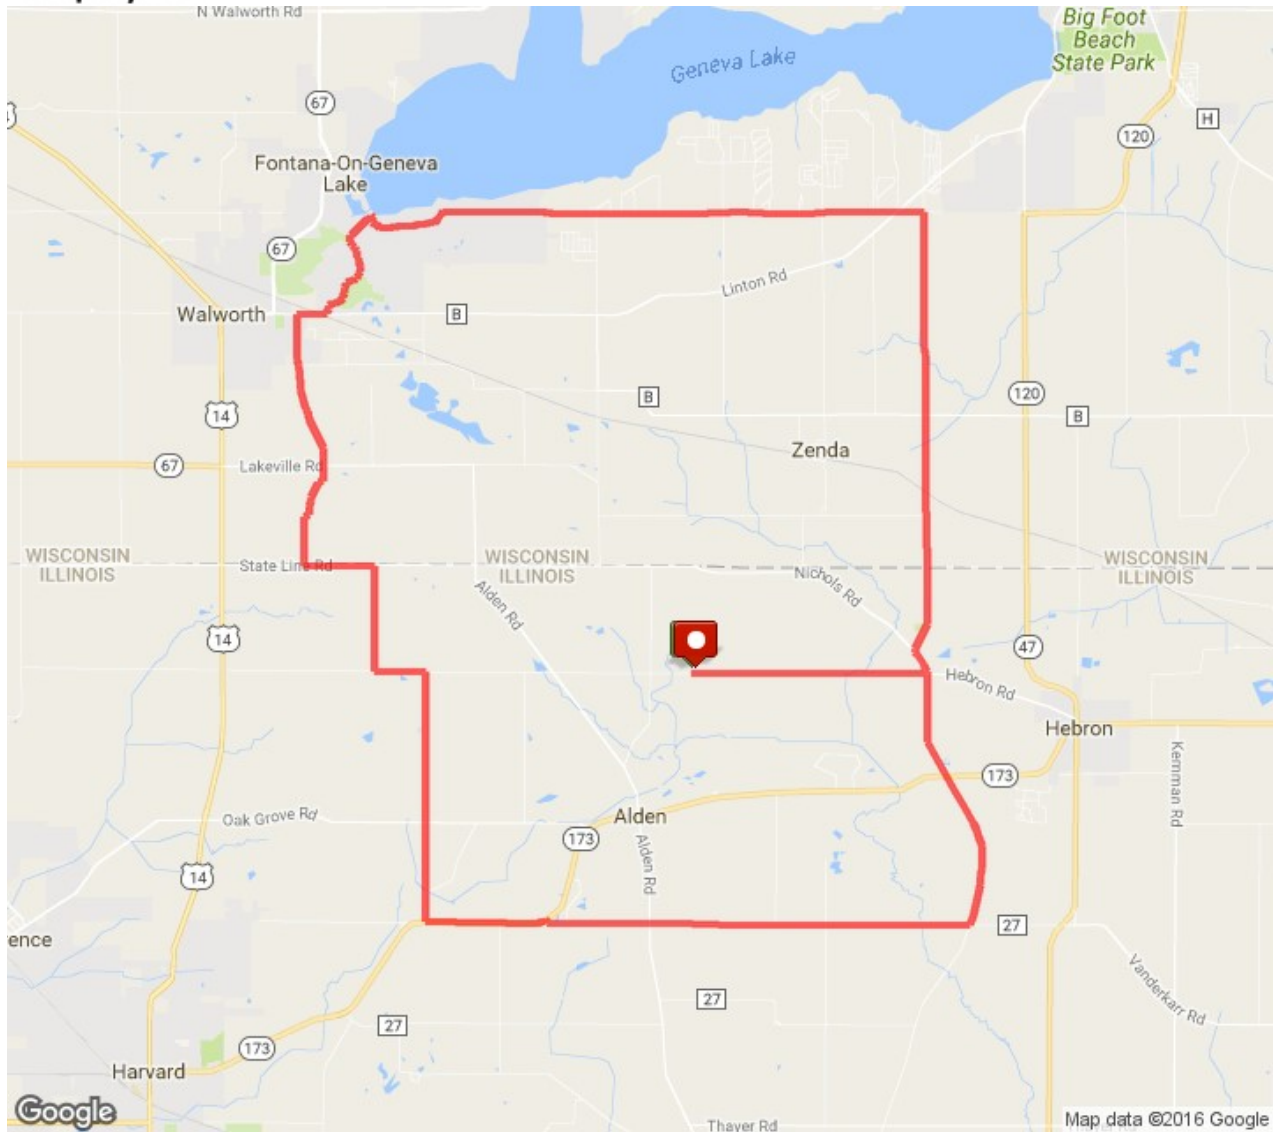 N Walworth Rd
Big Foot
Beach
State Park
Geneva Lake
67
H
120
Fontana-On-Geneva
Lake
67
Linton Rd
Walworth
B
B
120
14
B
Zenda
67
Lakeville Rd
WISCONSIN
ILLINOIS
State Line Rd
WISCONSIN
ILLINOIS
WISCONSIN
ILLINOIS
Nichols Rd
Alden Rd
14
47
Hebron Rd
Hebron
173
Kemman Rd
Oak Grove Rd
Alden
173
Alden Rd
14
27
ence
Vanderkarr Rd
27
27
173
Harvard
Google
Thayer Rd
Map data ©2016 Google